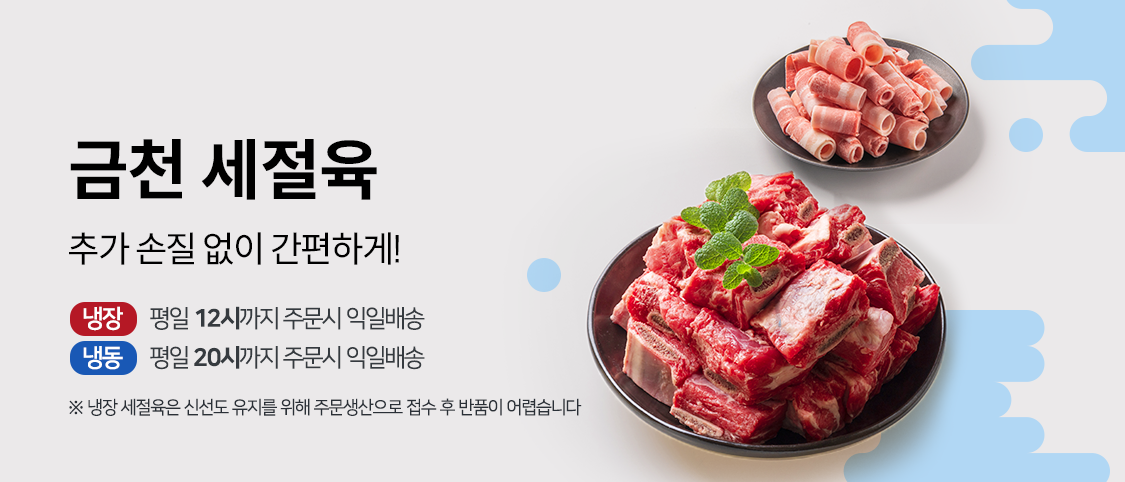 금천 세절육
추가 손질 없이 간편하게!
냉장 평일 12시까지 주문시 익일배송
냉동 평일 20시까지 주문시 익일배송
※ 냉장 세절육은 신선도 유지를 위해 주문생산으로 접수 후 반품이 어렵습니다